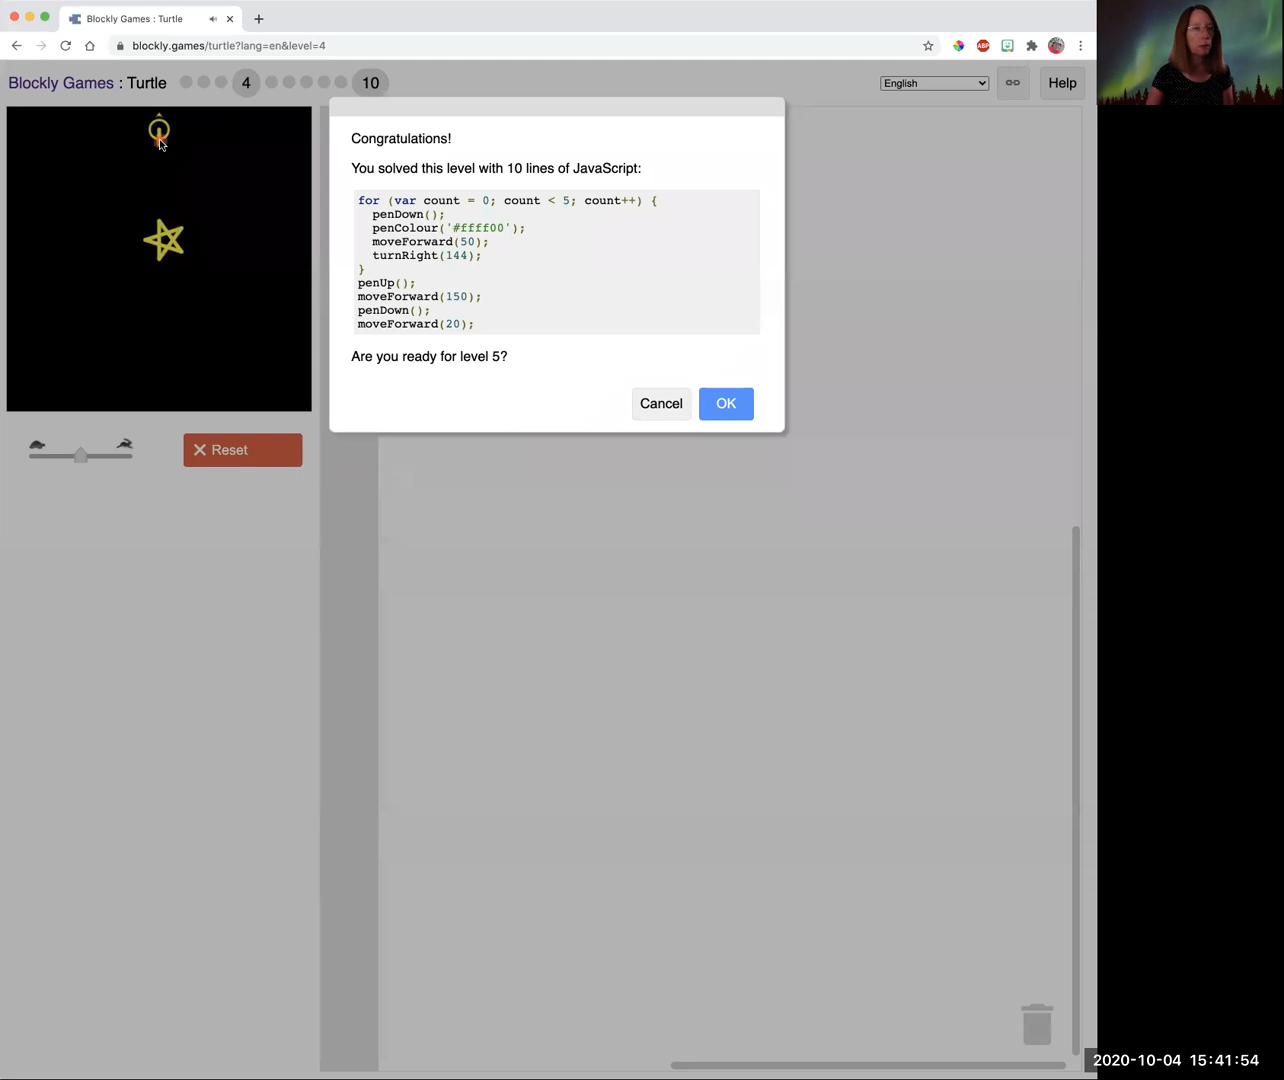 Blockly Games : Turtle
blockly.games/turtle?lang=en&level=4
ABP
Blockly Games : Turtle 4 10 English Help
Congratulations!
You solved this level with 10 lines of JavaScript:
for (var count = 0; count < 5; count++) {
penDown();
penColour('#ffff00');
moveForward(50);
turnRight(144);
}
penUp();
moveForward(150);
penDown();
moveForward(20);
Are you ready for level 5?
Cancel OK
Reset
2020-10-04 15:41:54